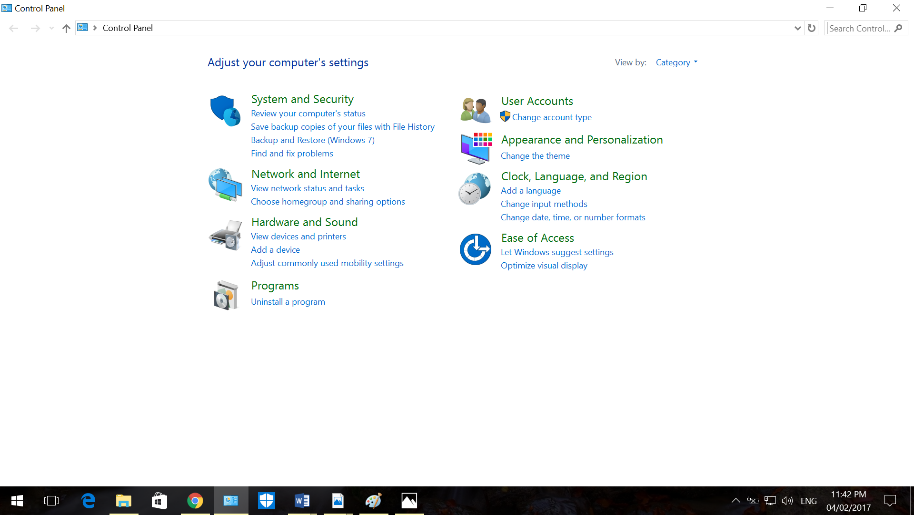 Control Panel
Control Panel
Search Control...
Adjust your computer's settings
View by: Category
System and Security
Review your computer's status
Save backup copies of your files with File History
Backup and Restore (Windows 7)
Find and fix problems
Network and Internet
View network status and tasks
Choose homegroup and sharing options
Hardware and Sound
View devices and printers
Add a device
Adjust commonly used mobility settings
Programs
Uninstall a program
User Accounts
Change account type
Appearance and Personalization
Change the theme
Clock, Language, and Region
Add a language
Change input methods
Change date, time, or number formats
Ease of Access
Let Windows suggest settings
Optimize visual display
ENG
11:42 PM
04/02/2017